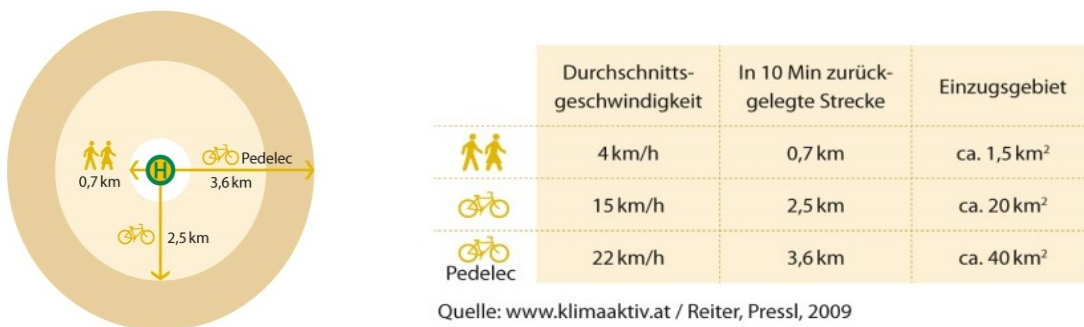 H
Pedelec
0,7 km
3,6 km
2,5 km
Durchschnitts-
geschwindigkeit
In 10 Min zurück-
gelegte Strecke
Einzugsgebiet
4 km/h
0,7 km
ca. 1,5 km²
15 km/h
2,5 km
ca. 20 km²
Pedelec
22 km/h
3,6 km
ca. 40 km²
Quelle: www.klimaaktiv.at / Reiter, Pressl, 2009